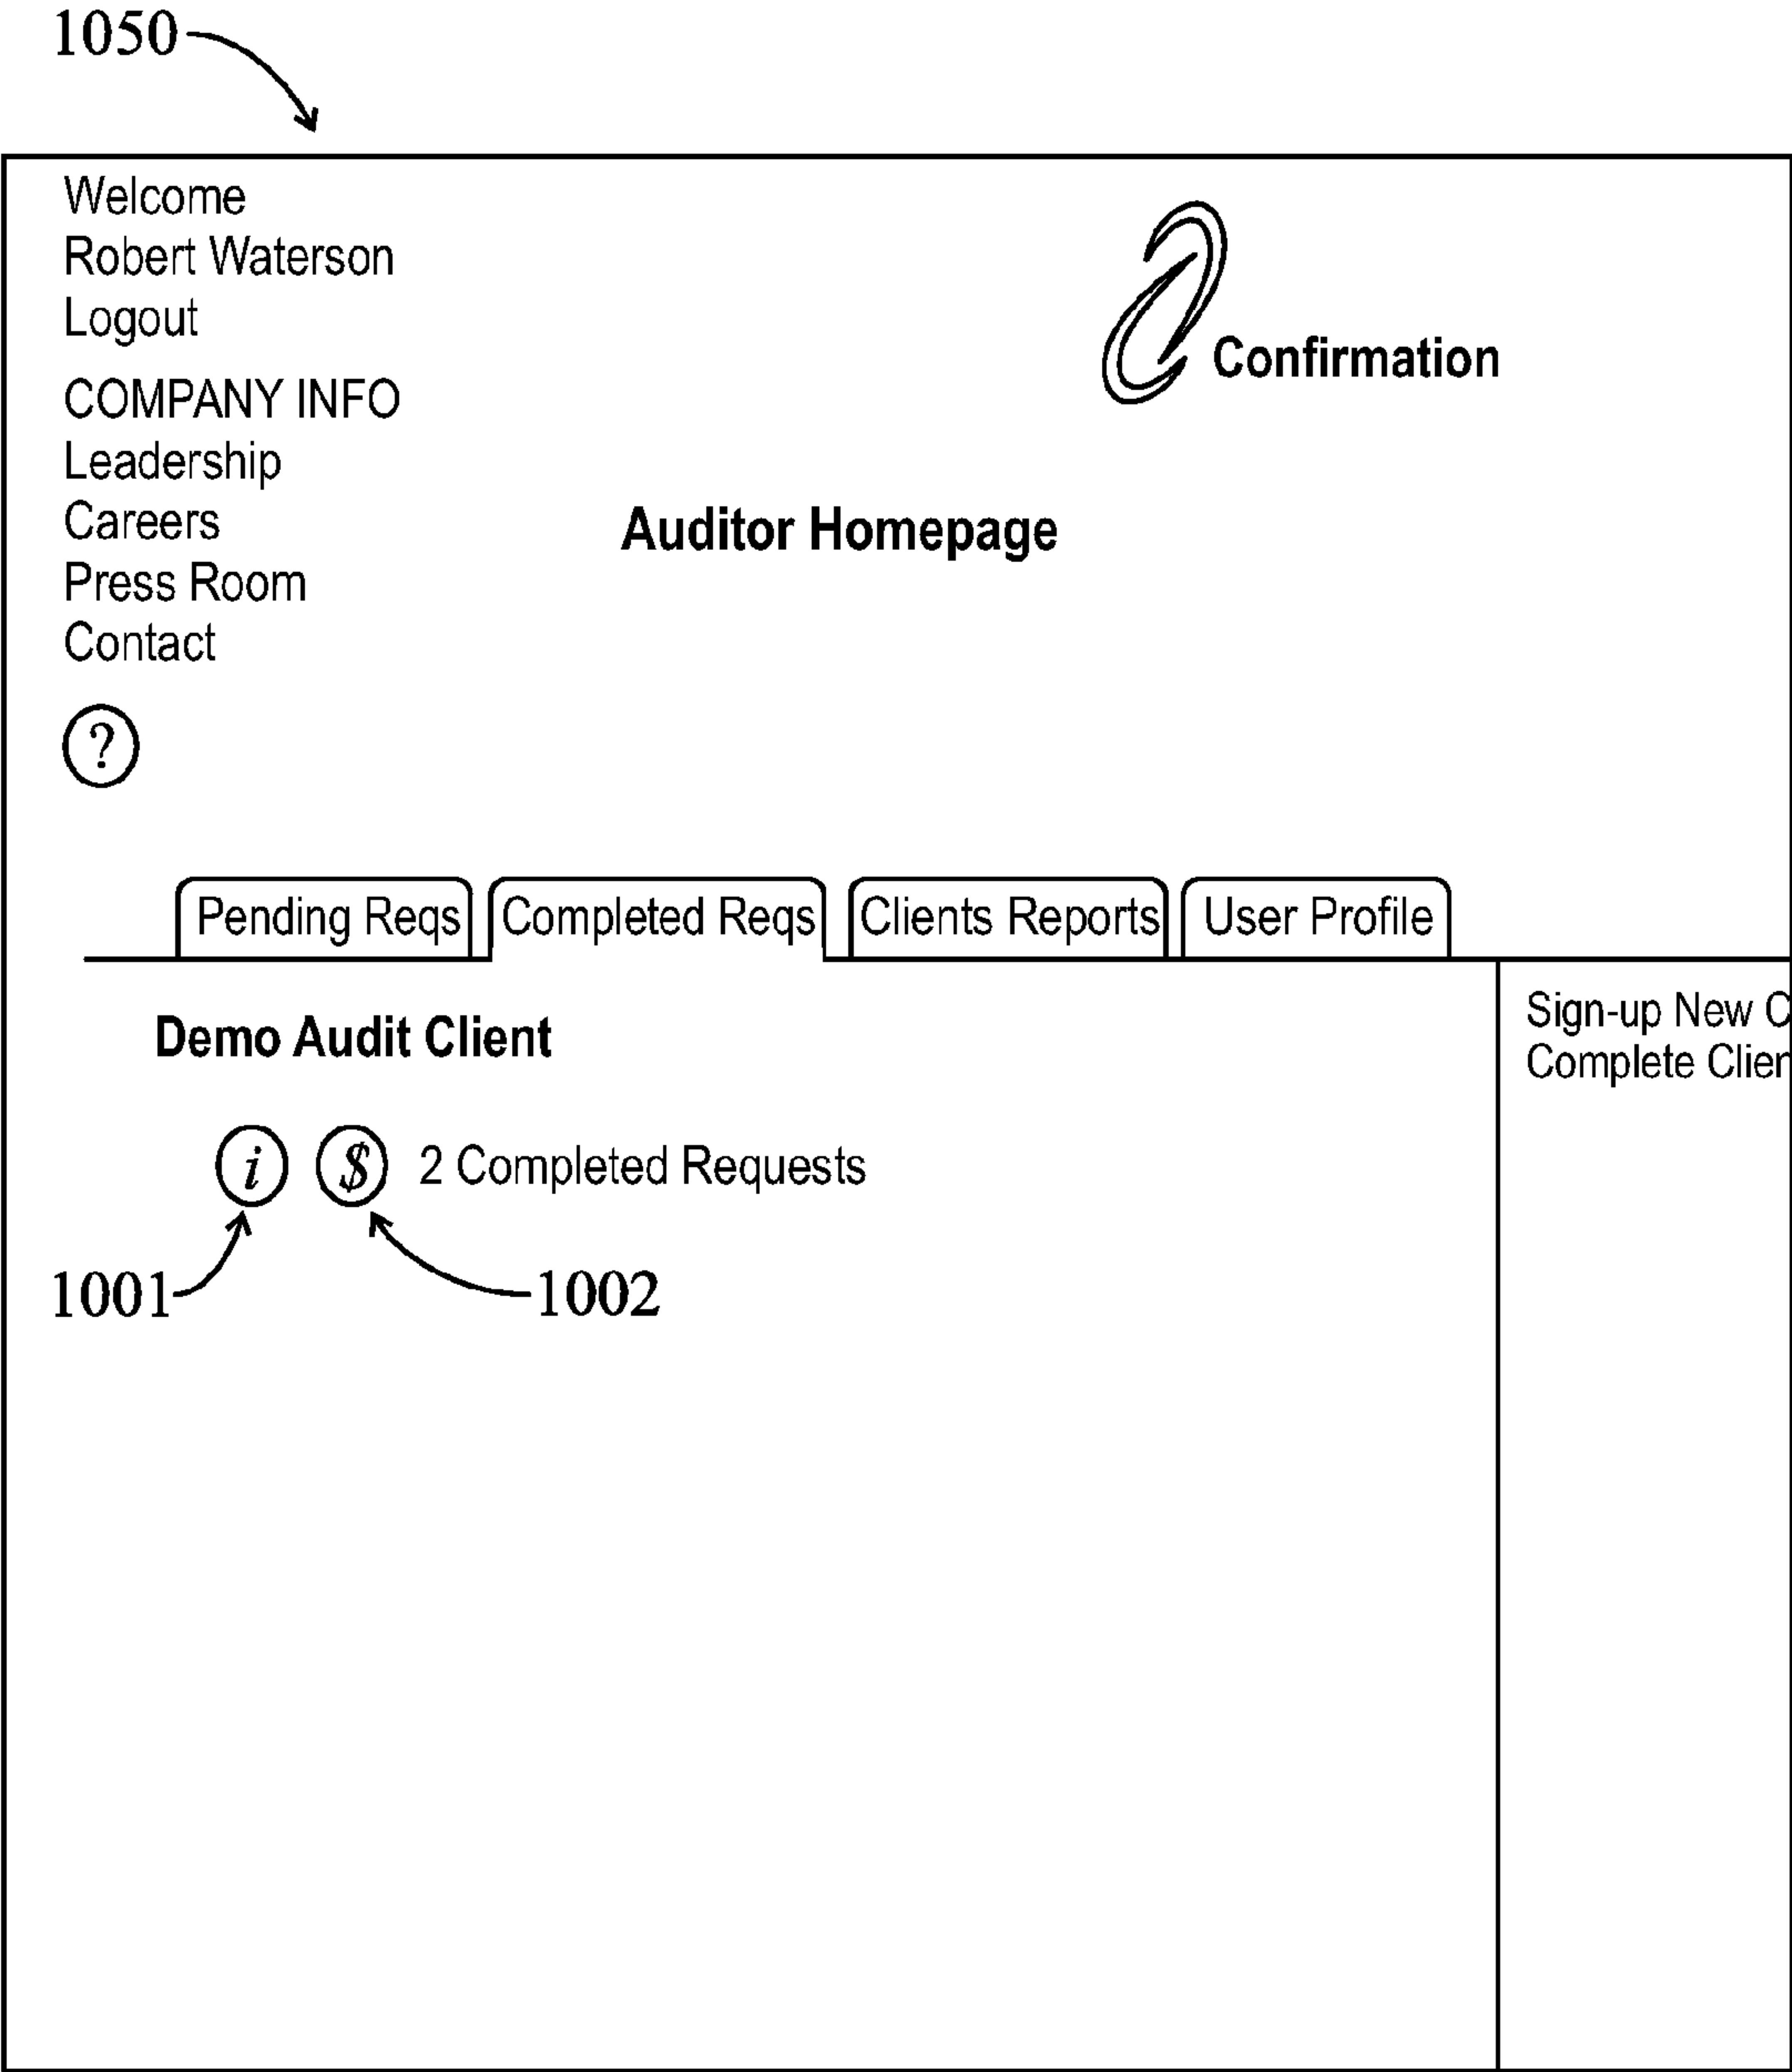 1050
Welcome
Robert Waterson
Logout
Confirmation
COMPANY INFO
Leadership
Careers
Auditor Homepage
Press Room
Contact
?
Pending Reqs Completed Reqs Clients Reports User Profile
Demo Audit Client
Sign-up New C
Complete Clien
i $ 2 Completed Requests
1001 1002